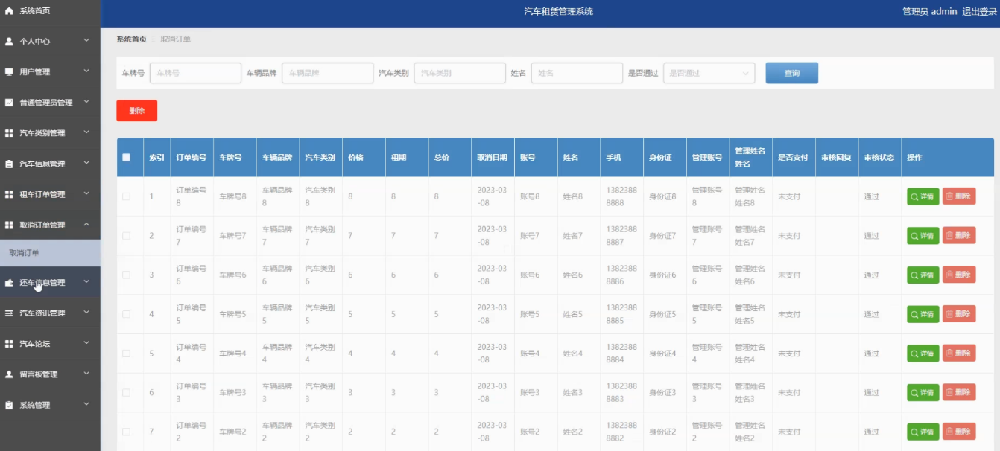 系统首页
个人中心
用户管理
普通管理员管理
汽车类别管理
汽车信息管理
租车订单管理
取消订单管理
取消订单
还车信息管理
汽车资讯管理
汽车论坛
留言板管理
系统管理
汽车租赁管理系统
管理员 admin 退出登录
系统首页 取消订单
车牌号 车牌号 车辆品牌 车辆品牌 汽车类别 汽车类别 姓名 姓名 是否通过 是否通过 查询
删除
索引 订单编号 车牌号 车辆品牌 汽车类别 价格 租期 总价 取消日期 账号 姓名 手机 身份证 管理账号 管理姓名姓名 是否支付 审核回复 审核状态 操作
1 订单编号8 车牌号8 车辆品牌8 汽车类别8 8 8 8 2023-03-08 账号8 姓名8 13823888888 身份证8 管理账号8 管理姓名姓名8 未支付 通过 详情 删除
2 订单编号7 车牌号7 车辆品牌7 汽车类别7 7 7 7 2023-03-08 账号7 姓名7 13823888887 身份证7 管理账号7 管理姓名姓名7 未支付 通过 详情 删除
3 订单编号6 车牌号6 车辆品牌6 汽车类别6 6 6 6 2023-03-08 账号6 姓名6 13823888886 身份证6 管理账号6 管理姓名姓名6 未支付 通过 详情 删除
4 订单编号5 车牌号5 车辆品牌5 汽车类别5 5 5 5 2023-03-08 账号5 姓名5 13823888885 身份证5 管理账号5 管理姓名姓名5 未支付 通过 详情 删除
5 订单编号4 车牌号4 车辆品牌4 汽车类别4 4 4 4 2023-03-08 账号4 姓名4 13823888884 身份证4 管理账号4 管理姓名姓名4 未支付 通过 详情 删除
6 订单编号3 车牌号3 车辆品牌3 汽车类别3 3 3 3 2023-03-08 账号3 姓名3 13823888883 身份证3 管理账号3 管理姓名姓名3 未支付 通过 详情 删除
7 订单编号2 车牌号2 车辆品牌2 汽车类别2 2 2 2 2023-03-08 账号2 姓名2 13823888882 身份证2 管理账号2 管理姓名姓名2 未支付 通过 详情 删除